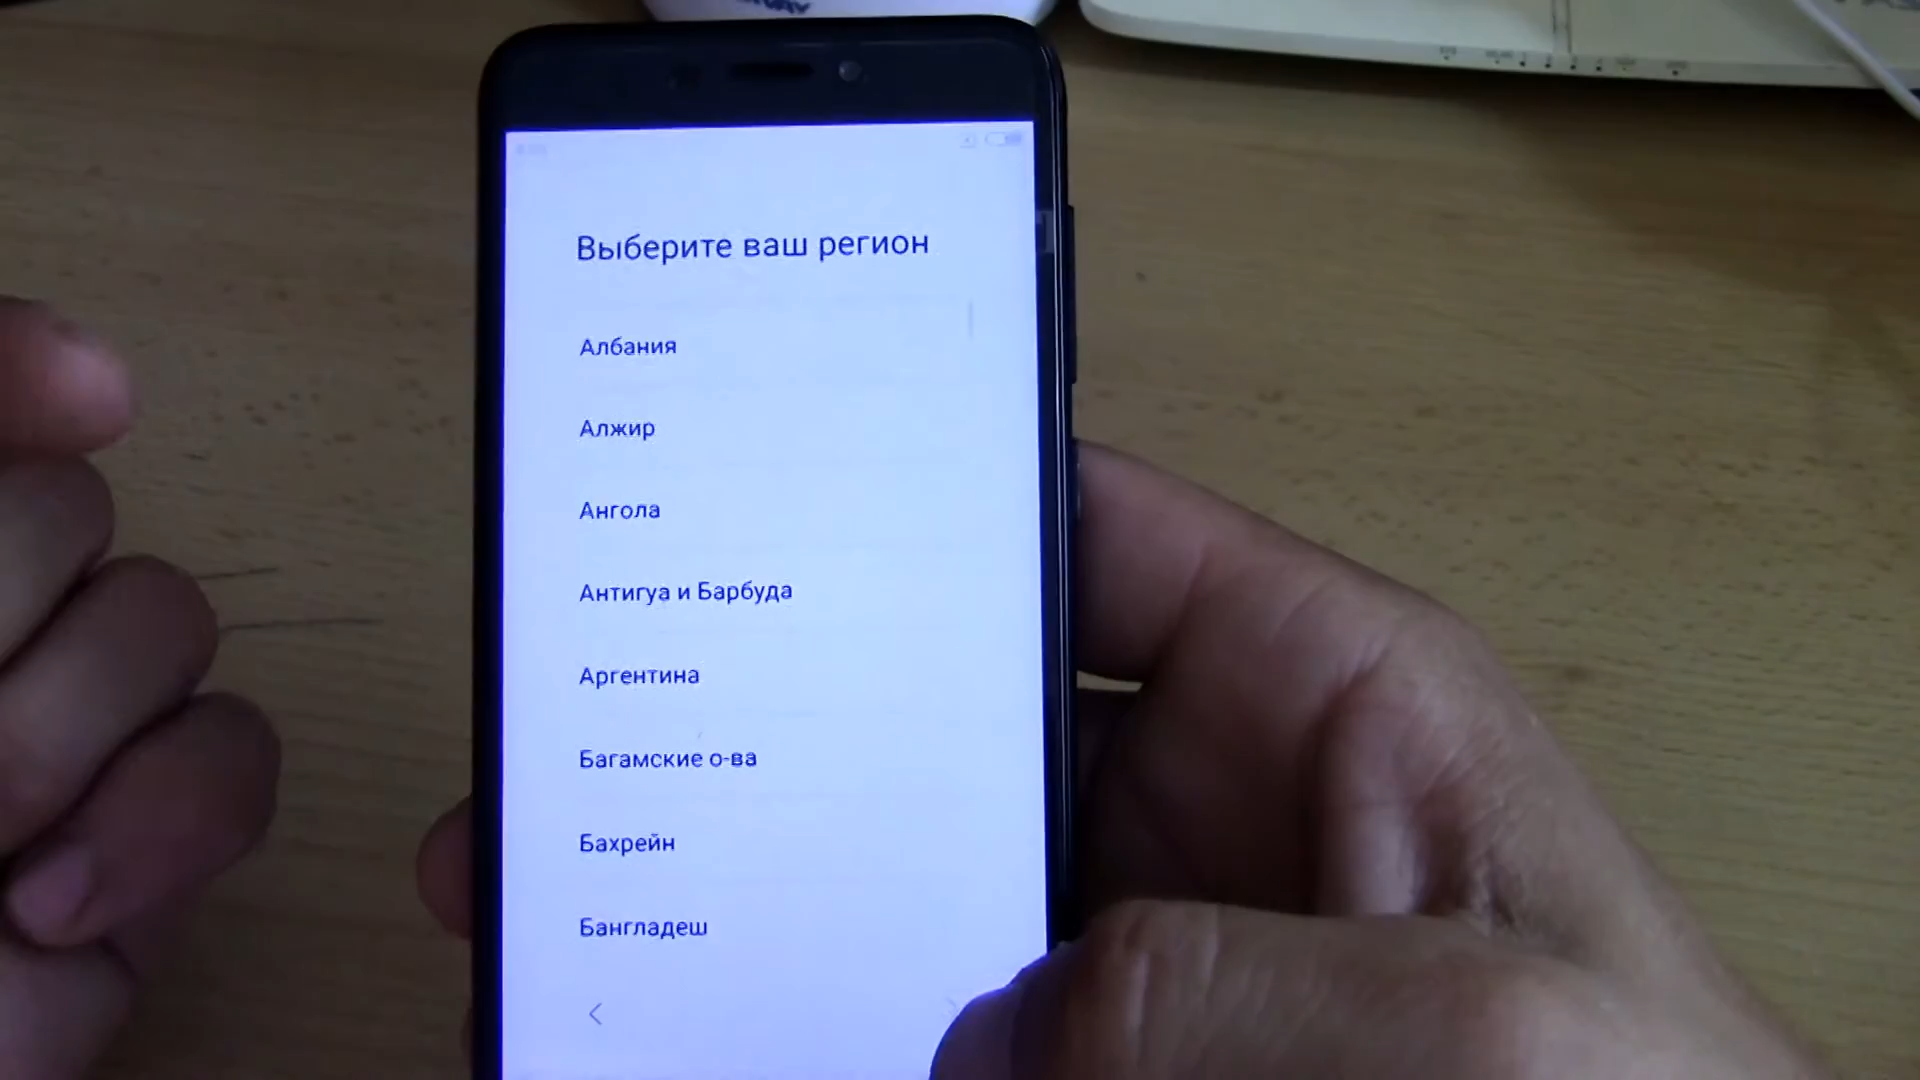 Выберите ваш регион
Албания
Алжир
Ангола
Антигуа и Барбуда
Аргентина
Багамские о-ва
Бахрейн
Бангладеш